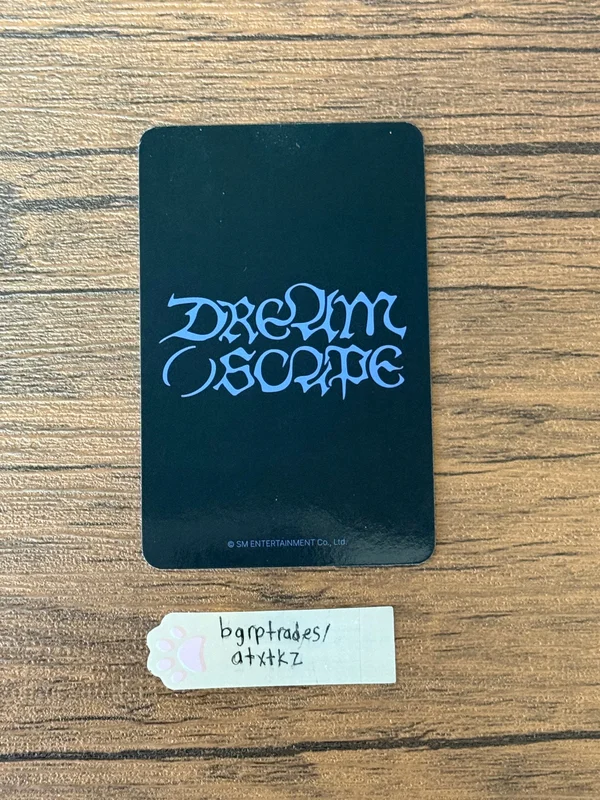 DREAM
( )SCAPE
© SM ENTERTAINMENT Co., Ltd.
bgrptrades/
atxtkz